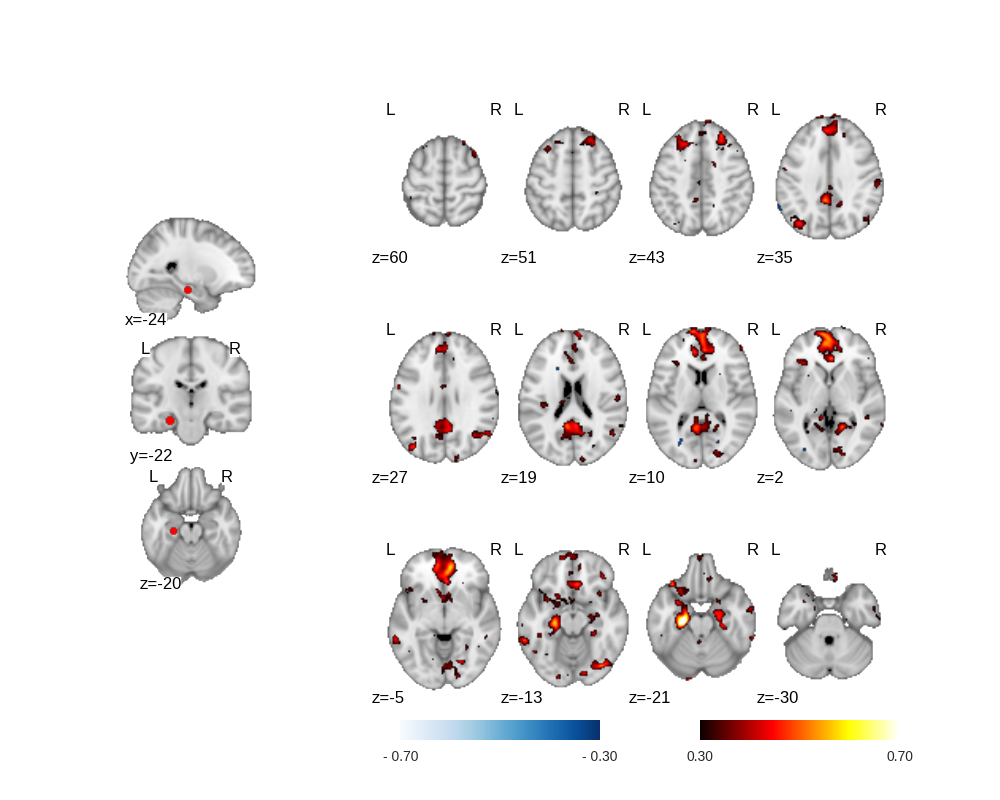 L R L R L R L R
z=60 z=51 z=43 z=35
x=-24
L R
L R L R L R L R
y=-22
z=27 z=19 z=10 z=2
L R
z=-20
L R L R L R L R
z=-5 z=-13 z=-21 z=-30
- 0.70 - 0.30 0.30 0.70